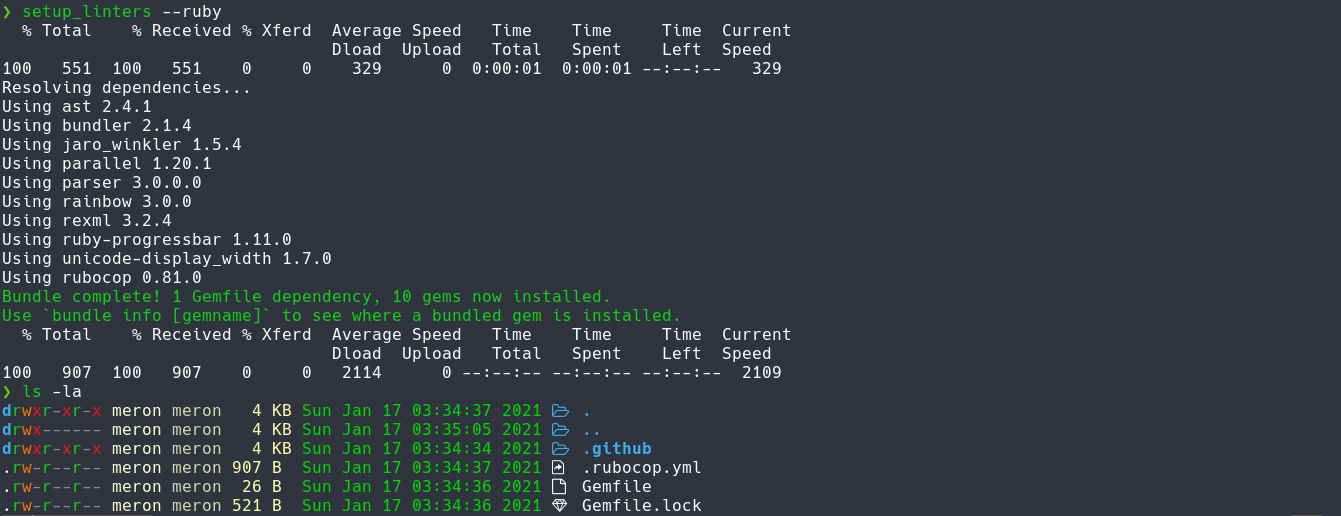 ❯ setup_linters --ruby
  % Total    % Received % Xferd  Average Speed   Time    Time     Time  Current
                                 Dload  Upload   Total   Spent    Left  Speed
100   551  100   551    0     0    329      0  0:00:01  0:00:01 --:--:--   329
Resolving dependencies...
Using ast 2.4.1
Using bundler 2.1.4
Using jaro_winkler 1.5.4
Using parallel 1.20.1
Using parser 3.0.0.0
Using rainbow 3.0.0
Using rexml 3.2.4
Using ruby-progressbar 1.11.0
Using unicode-display_width 1.7.0
Using rubocop 0.81.0
Bundle complete! 1 Gemfile dependency, 10 gems now installed.
Use `bundle info [gemname]` to see where a bundled gem is installed.
  % Total    % Received % Xferd  Average Speed   Time    Time     Time  Current
                                 Dload  Upload   Total   Spent    Left  Speed
100   907  100   907    0     0   2114      0 --:--:-- --:--:-- --:--:--  2109
❯ ls -la
drwxr-xr-x meron meron   4 KB Sun Jan 17 03:34:37 2021 .
drwx------ meron meron   4 KB Sun Jan 17 03:35:05 2021 ..
drwxr-xr-x meron meron   4 KB Sun Jan 17 03:34:34 2021 .github
.rw-r--r-- meron meron 907 B  Sun Jan 17 03:34:37 2021 .rubocop.yml
.rw-r--r-- meron meron  26 B  Sun Jan 17 03:34:36 2021 Gemfile
.rw-r--r-- meron meron 521 B  Sun Jan 17 03:34:36 2021 Gemfile.lock